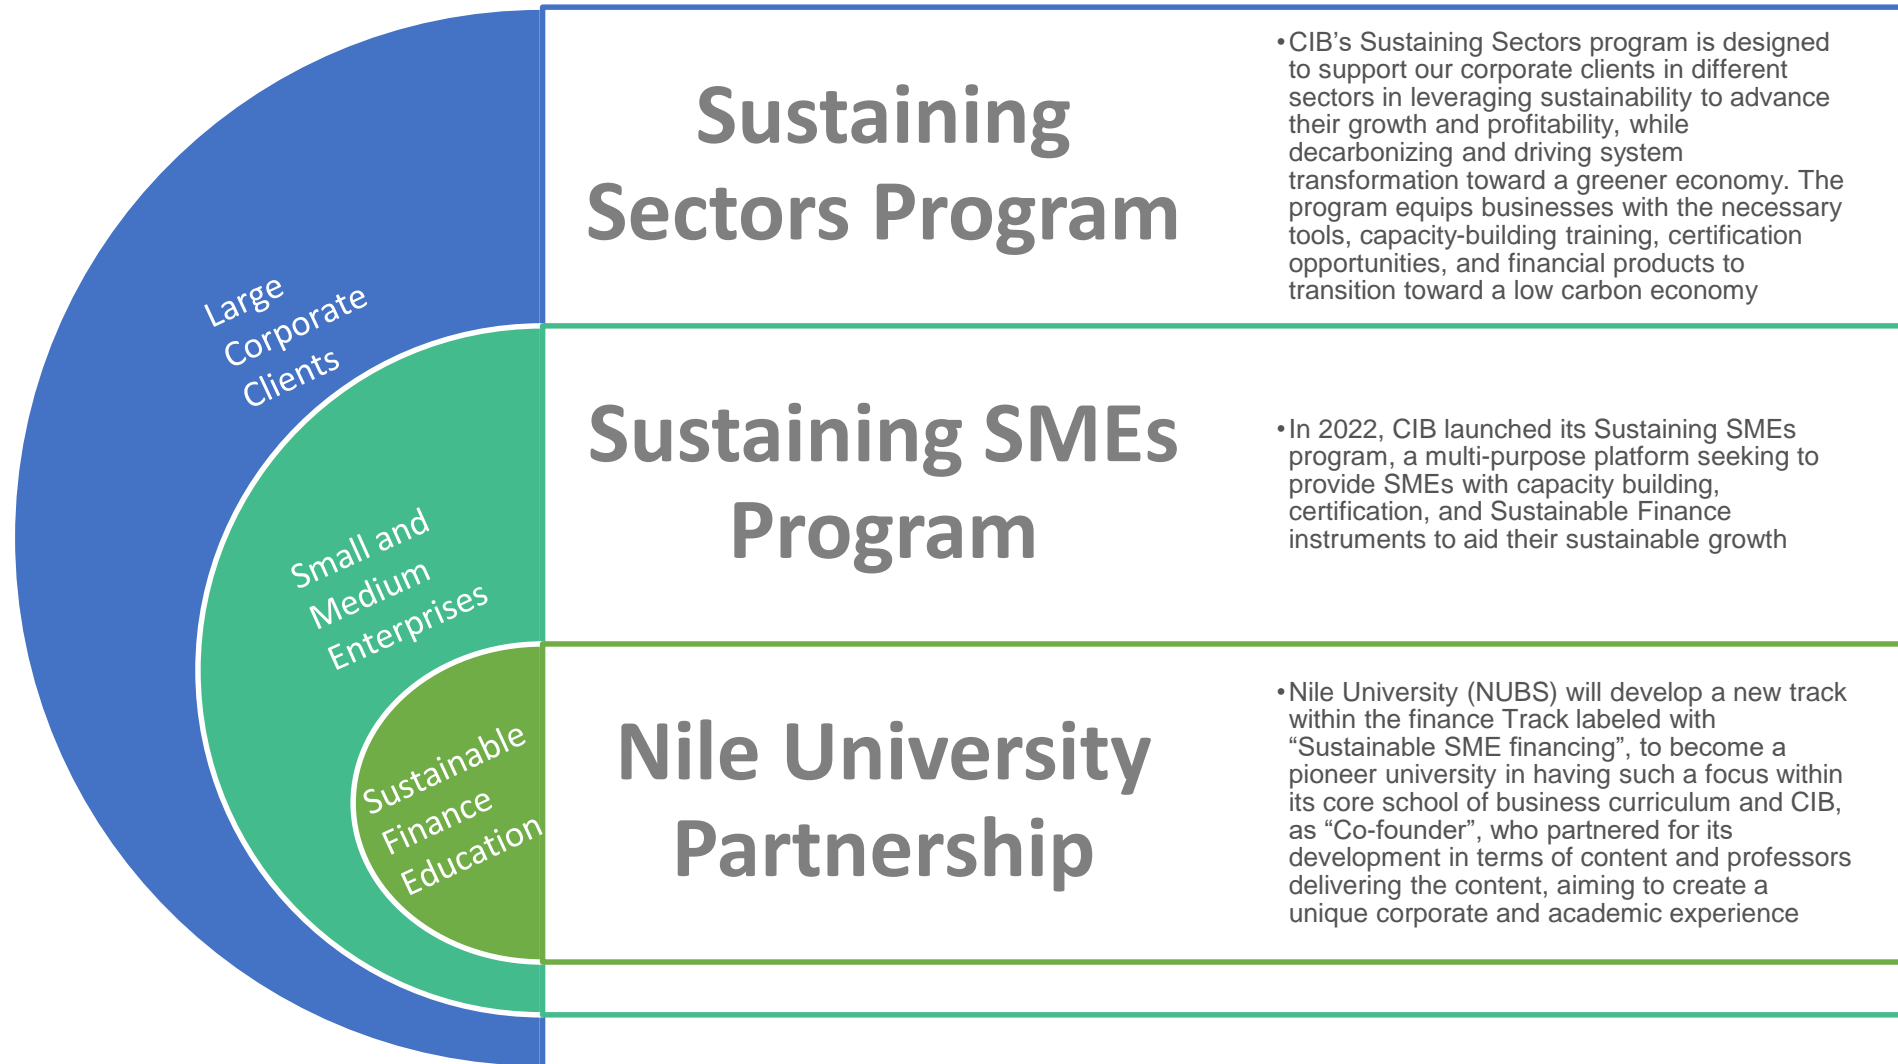 Large
Corporate
Clients
Sustaining
Sectors Program
•CIB's Sustaining Sectors program is designed
to support our corporate clients in different
sectors in leveraging sustainability to advance
their growth and profitability, while
decarbonizing and driving system
transformation toward a greener economy. The
program equips businesses with the necessary
tools, capacity-building training, certification
opportunities, and financial products to
transition toward a low carbon economy
Small and
Medium
Enterprises
Sustaining SMEs
Program
•In 2022, CIB launched its Sustaining SMEs
program, a multi-purpose platform seeking to
provide SMEs with capacity building,
certification, and Sustainable Finance
instruments to aid their sustainable growth
Sustainable
Finance
Education
Nile University
Partnership
•Nile University (NUBS) will develop a new track
within the finance Track labeled with
“Sustainable SME financing”, to become a
pioneer university in having such a focus within
its core school of business curriculum and CIB,
as “Co-founder”, who partnered for its
development in terms of content and professors
delivering the content, aiming to create a
unique corporate and academic experience